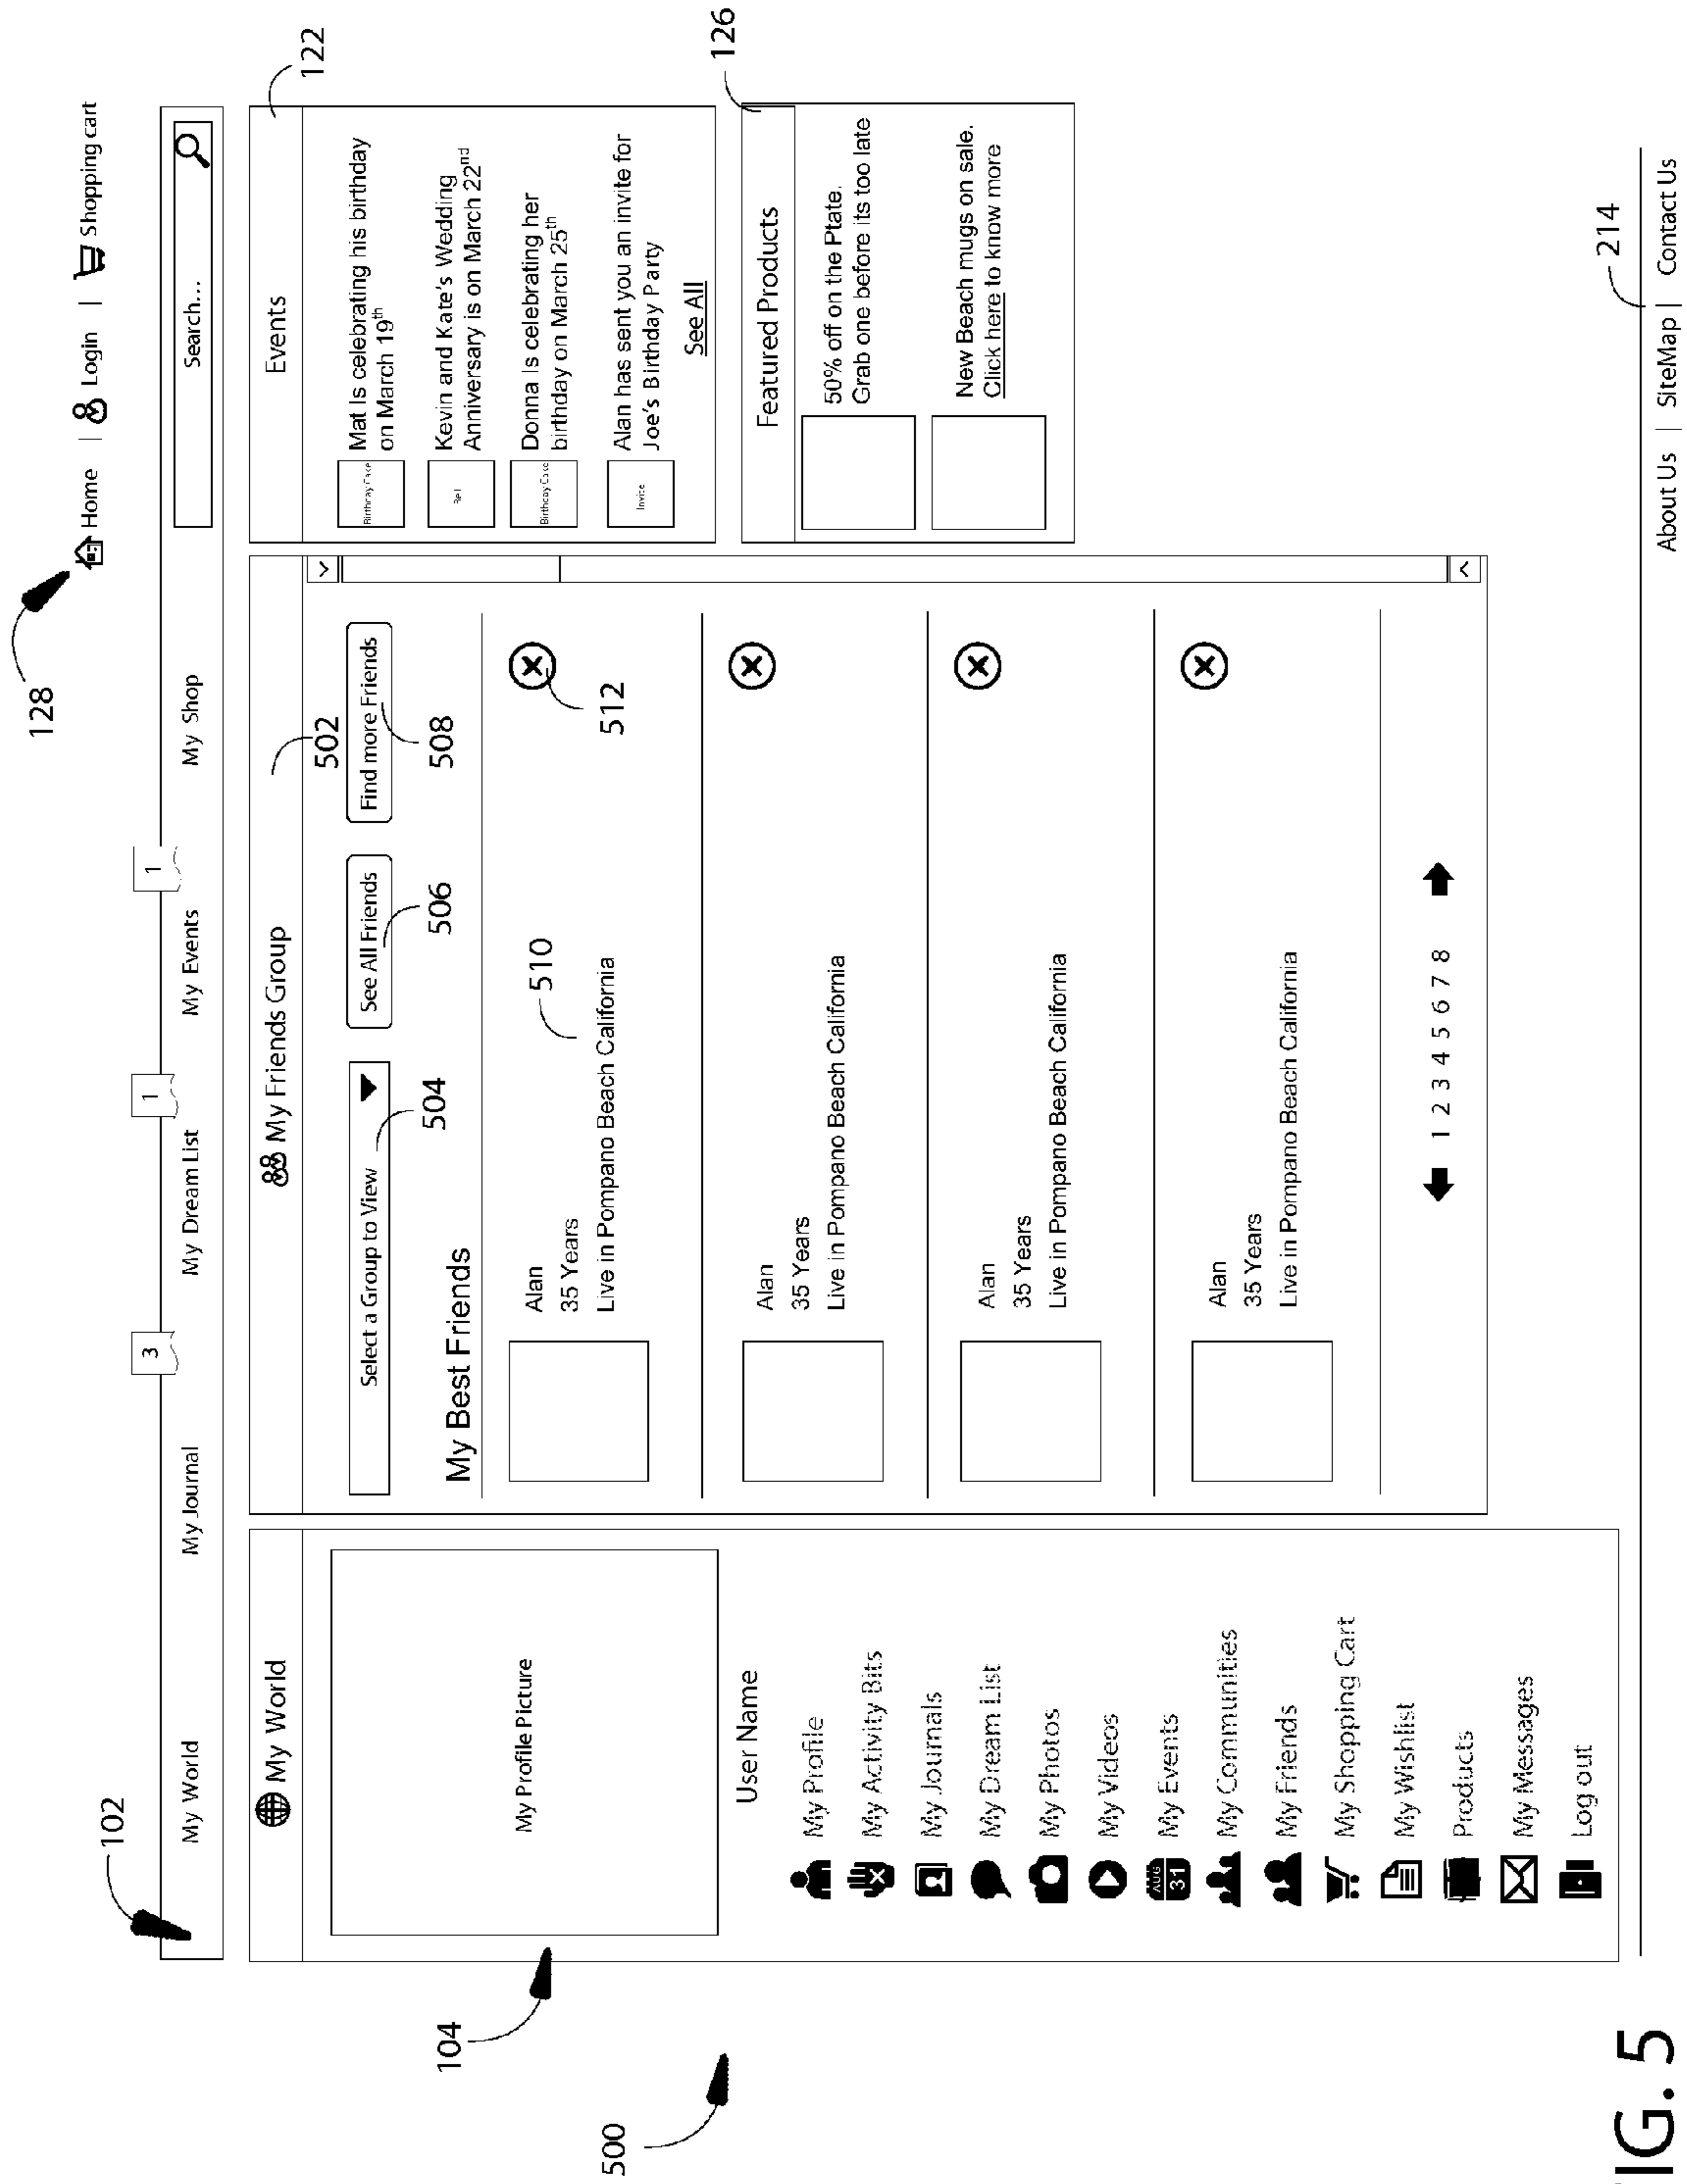 128
Home | Login | Shopping cart
102
3
1
1
My World
My Journal
My Dream List
My Events
My Shop
Search...
My World
My Profile Picture
104
500
User Name
My Profile
My Activity Bits
My Journals
My Dream List
My Photos
My Videos
AUG
31
My Events
My Communities
My Friends
My Shopping Cart
My Wishlist
Products
My Messages
Log out
My Friends Group
502
Select a Group to View
See All Friends
Find more Friends
504
506
508
My Best Friends
Alan
35 Years
Live in Pompano Beach California
510
512
Alan
35 Years
Live in Pompano Beach California
Alan
35 Years
Live in Pompano Beach California
Alan
35 Years
Live in Pompano Beach California
1 2 3 4 5 6 7 8
122
Events
Mat Is celebrating his birthday
on March 19th
Kevin and Kate's Wedding
Anniversary is on March 22nd
Birthday Cake
Donna Is celebrating her
birthday on March 25th
Invite
Alan has sent you an invite for
Joe's Birthday Party
See All
126
Featured Products
50% off on the Ptate.
Grab one before its too late
New Beach mugs on sale.
Click here to know more
214
About Us | SiteMap | Contact Us
IG. 5